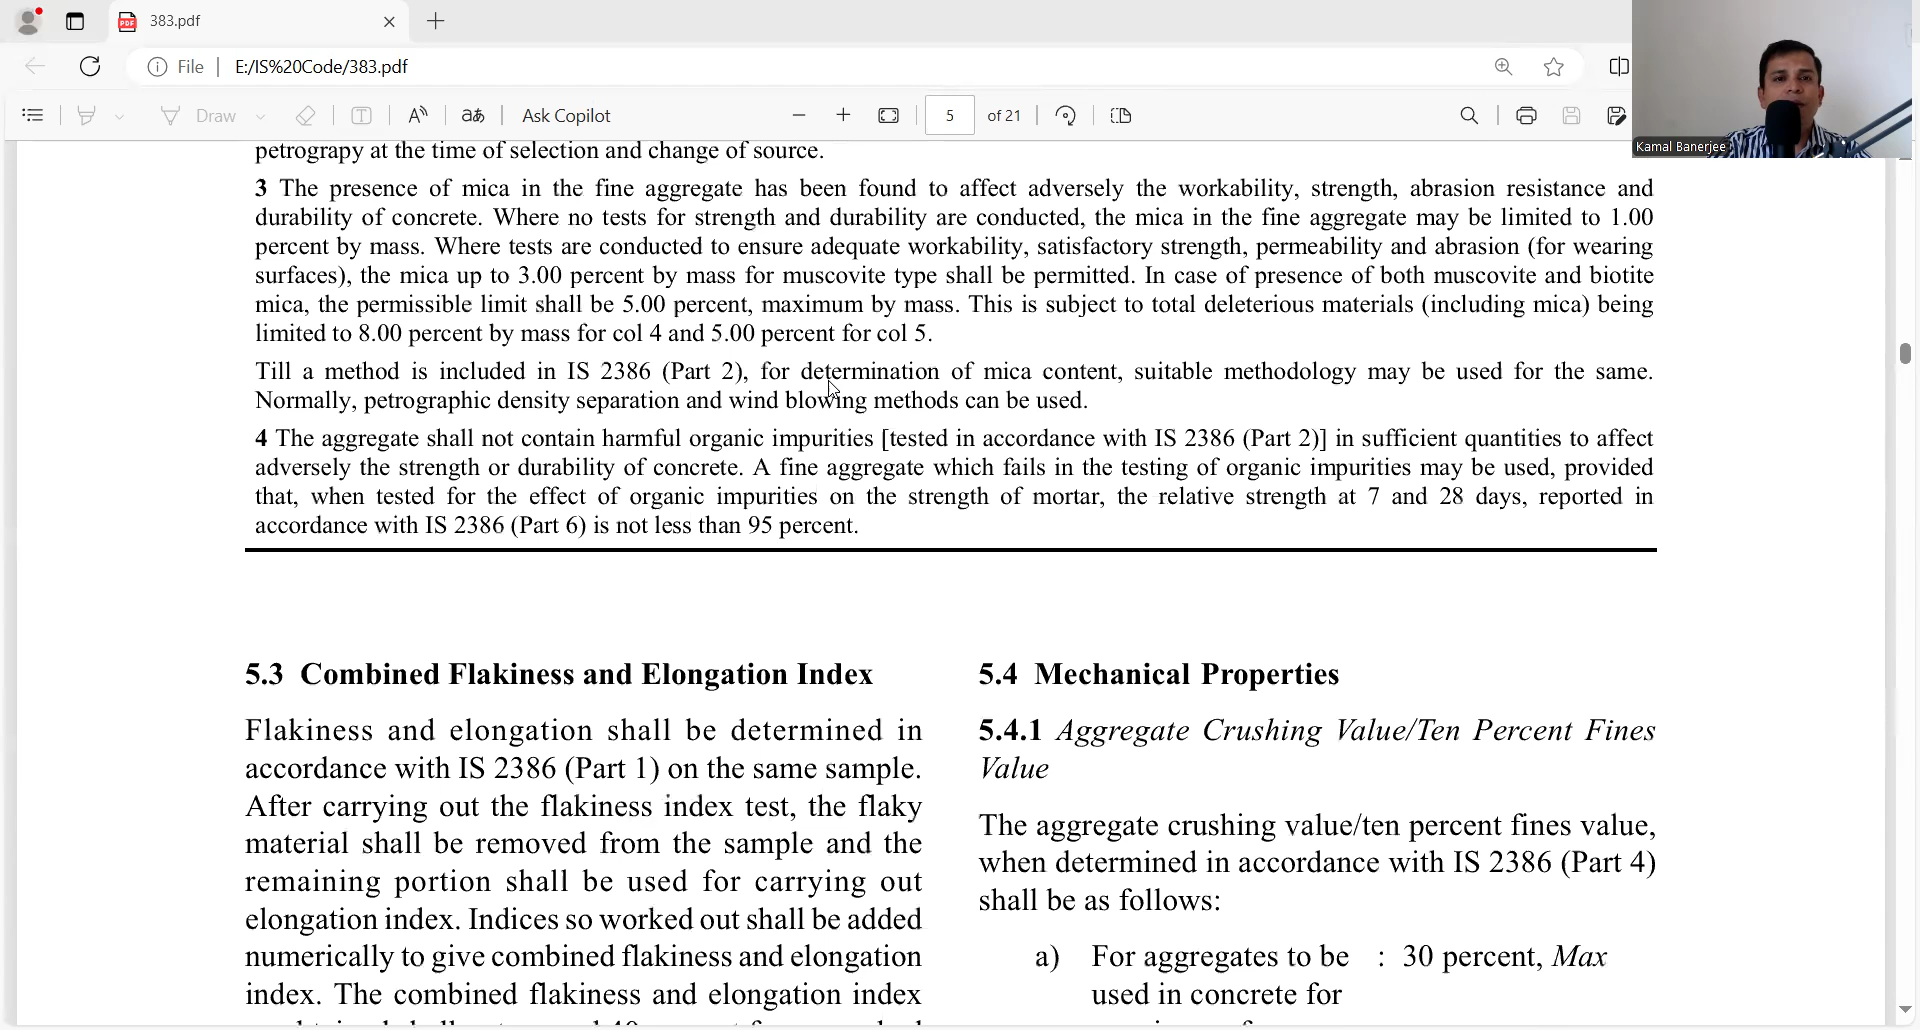 383.pdf
File
E:/IS%20Code/383.pdf
Draw
Ask Copilot
5
of 21
Kamal Banerjee
petrograpy at the time of selection and change of source.
3 The presence of mica in the fine aggregate has been found to affect adversely the workability, strength, abrasion resistance and
durability of concrete. Where no tests for strength and durability are conducted, the mica in the fine aggregate may be limited to 1.00
percent by mass. Where tests are conducted to ensure adequate workability, satisfactory strength, permeability and abrasion (for wearing
surfaces), the mica up to 3.00 percent by mass for muscovite type shall be permitted. In case of presence of both muscovite and biotite
mica, the permissible limit shall be 5.00 percent, maximum by mass. This is subject to total deleterious materials (including mica) being
limited to 8.00 percent by mass for col 4 and 5.00 percent for col 5.
Till a method is included in IS 2386 (Part 2), for determination of mica content, suitable methodology may be used for the same.
Normally, petrographic density separation and wind blowing methods can be used.
4 The aggregate shall not contain harmful organic impurities [tested in accordance with IS 2386 (Part 2)] in sufficient quantities to affect
adversely the strength or durability of concrete. A fine aggregate which fails in the testing of organic impurities may be used, provided
that, when tested for the effect of organic impurities on the strength of mortar, the relative strength at 7 and 28 days, reported in
accordance with IS 2386 (Part 6) is not less than 95 percent.
5.3 Combined Flakiness and Elongation Index
Flakiness and elongation shall be determined in
accordance with IS 2386 (Part 1) on the same sample.
After carrying out the flakiness index test, the flaky
material shall be removed from the sample and the
remaining portion shall be used for carrying out
elongation index. Indices so worked out shall be added
numerically to give combined flakiness and elongation
index. The combined flakiness and elongation index
5.4 Mechanical Properties
5.4.1 Aggregate Crushing Value/Ten Percent Fines
Value
The aggregate crushing value/ten percent fines value,
when determined in accordance with IS 2386 (Part 4)
shall be as follows:
a) For aggregates to be : 30 percent, Max
used in concrete for